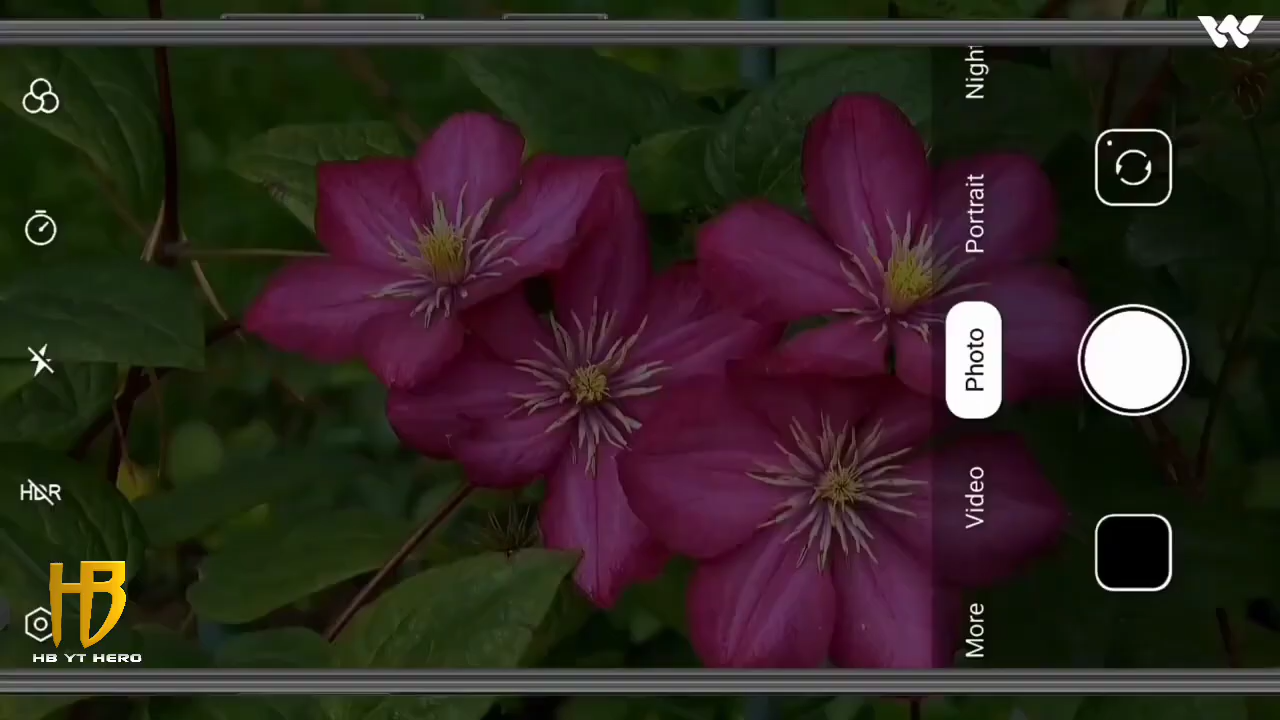 Night
Portrait
Photo
Video
More
HDR
HB
HB YT HERO